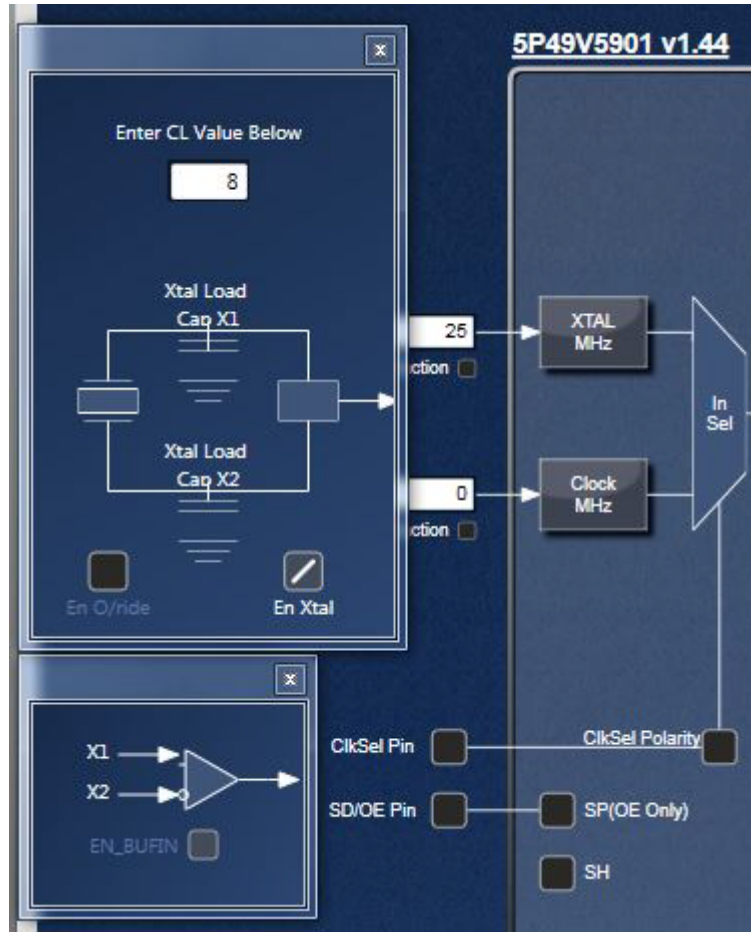 5P49V5901 v1.44
x
Enter CL Value Below
8
Xtal Load
Cap X1
25
ction
XTAL
MHz
In
Sel
Xtal Load
Cap X2
0
ction
Clock
MHz
En O/ride
En Xtal
x
X1
X2
EN_BUFIN
ClkSel Pin
ClkSel Polarity
SD/OE Pin
SP(OE Only)
SH